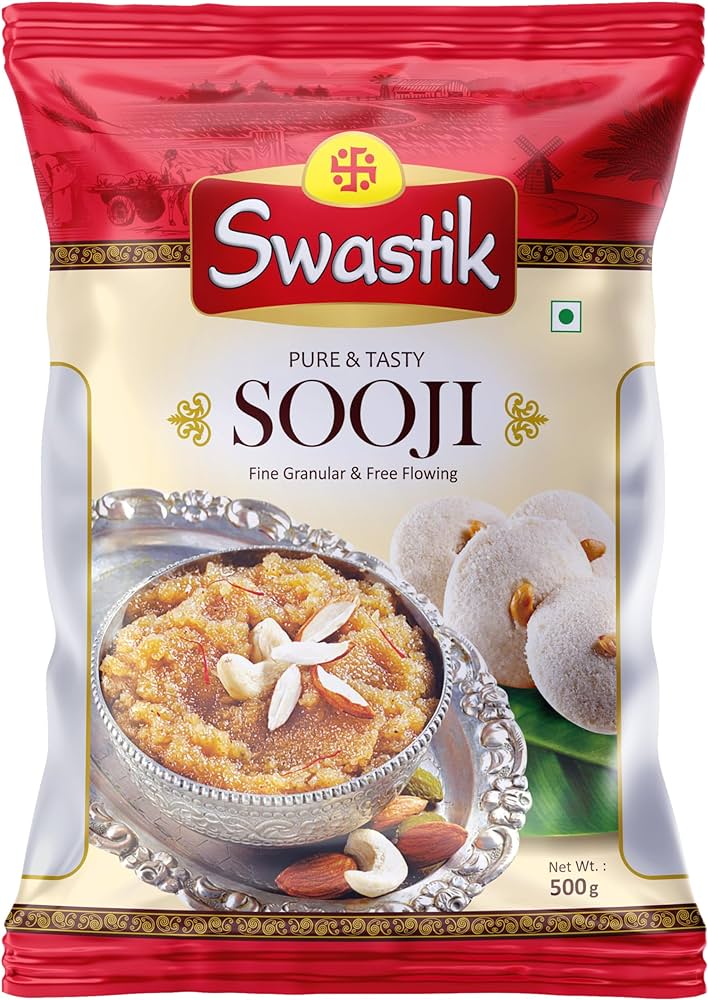 Swastik
PURE & TASTY
SOOJI
Fine Granular & Free Flowing
Net Wt. :
500g